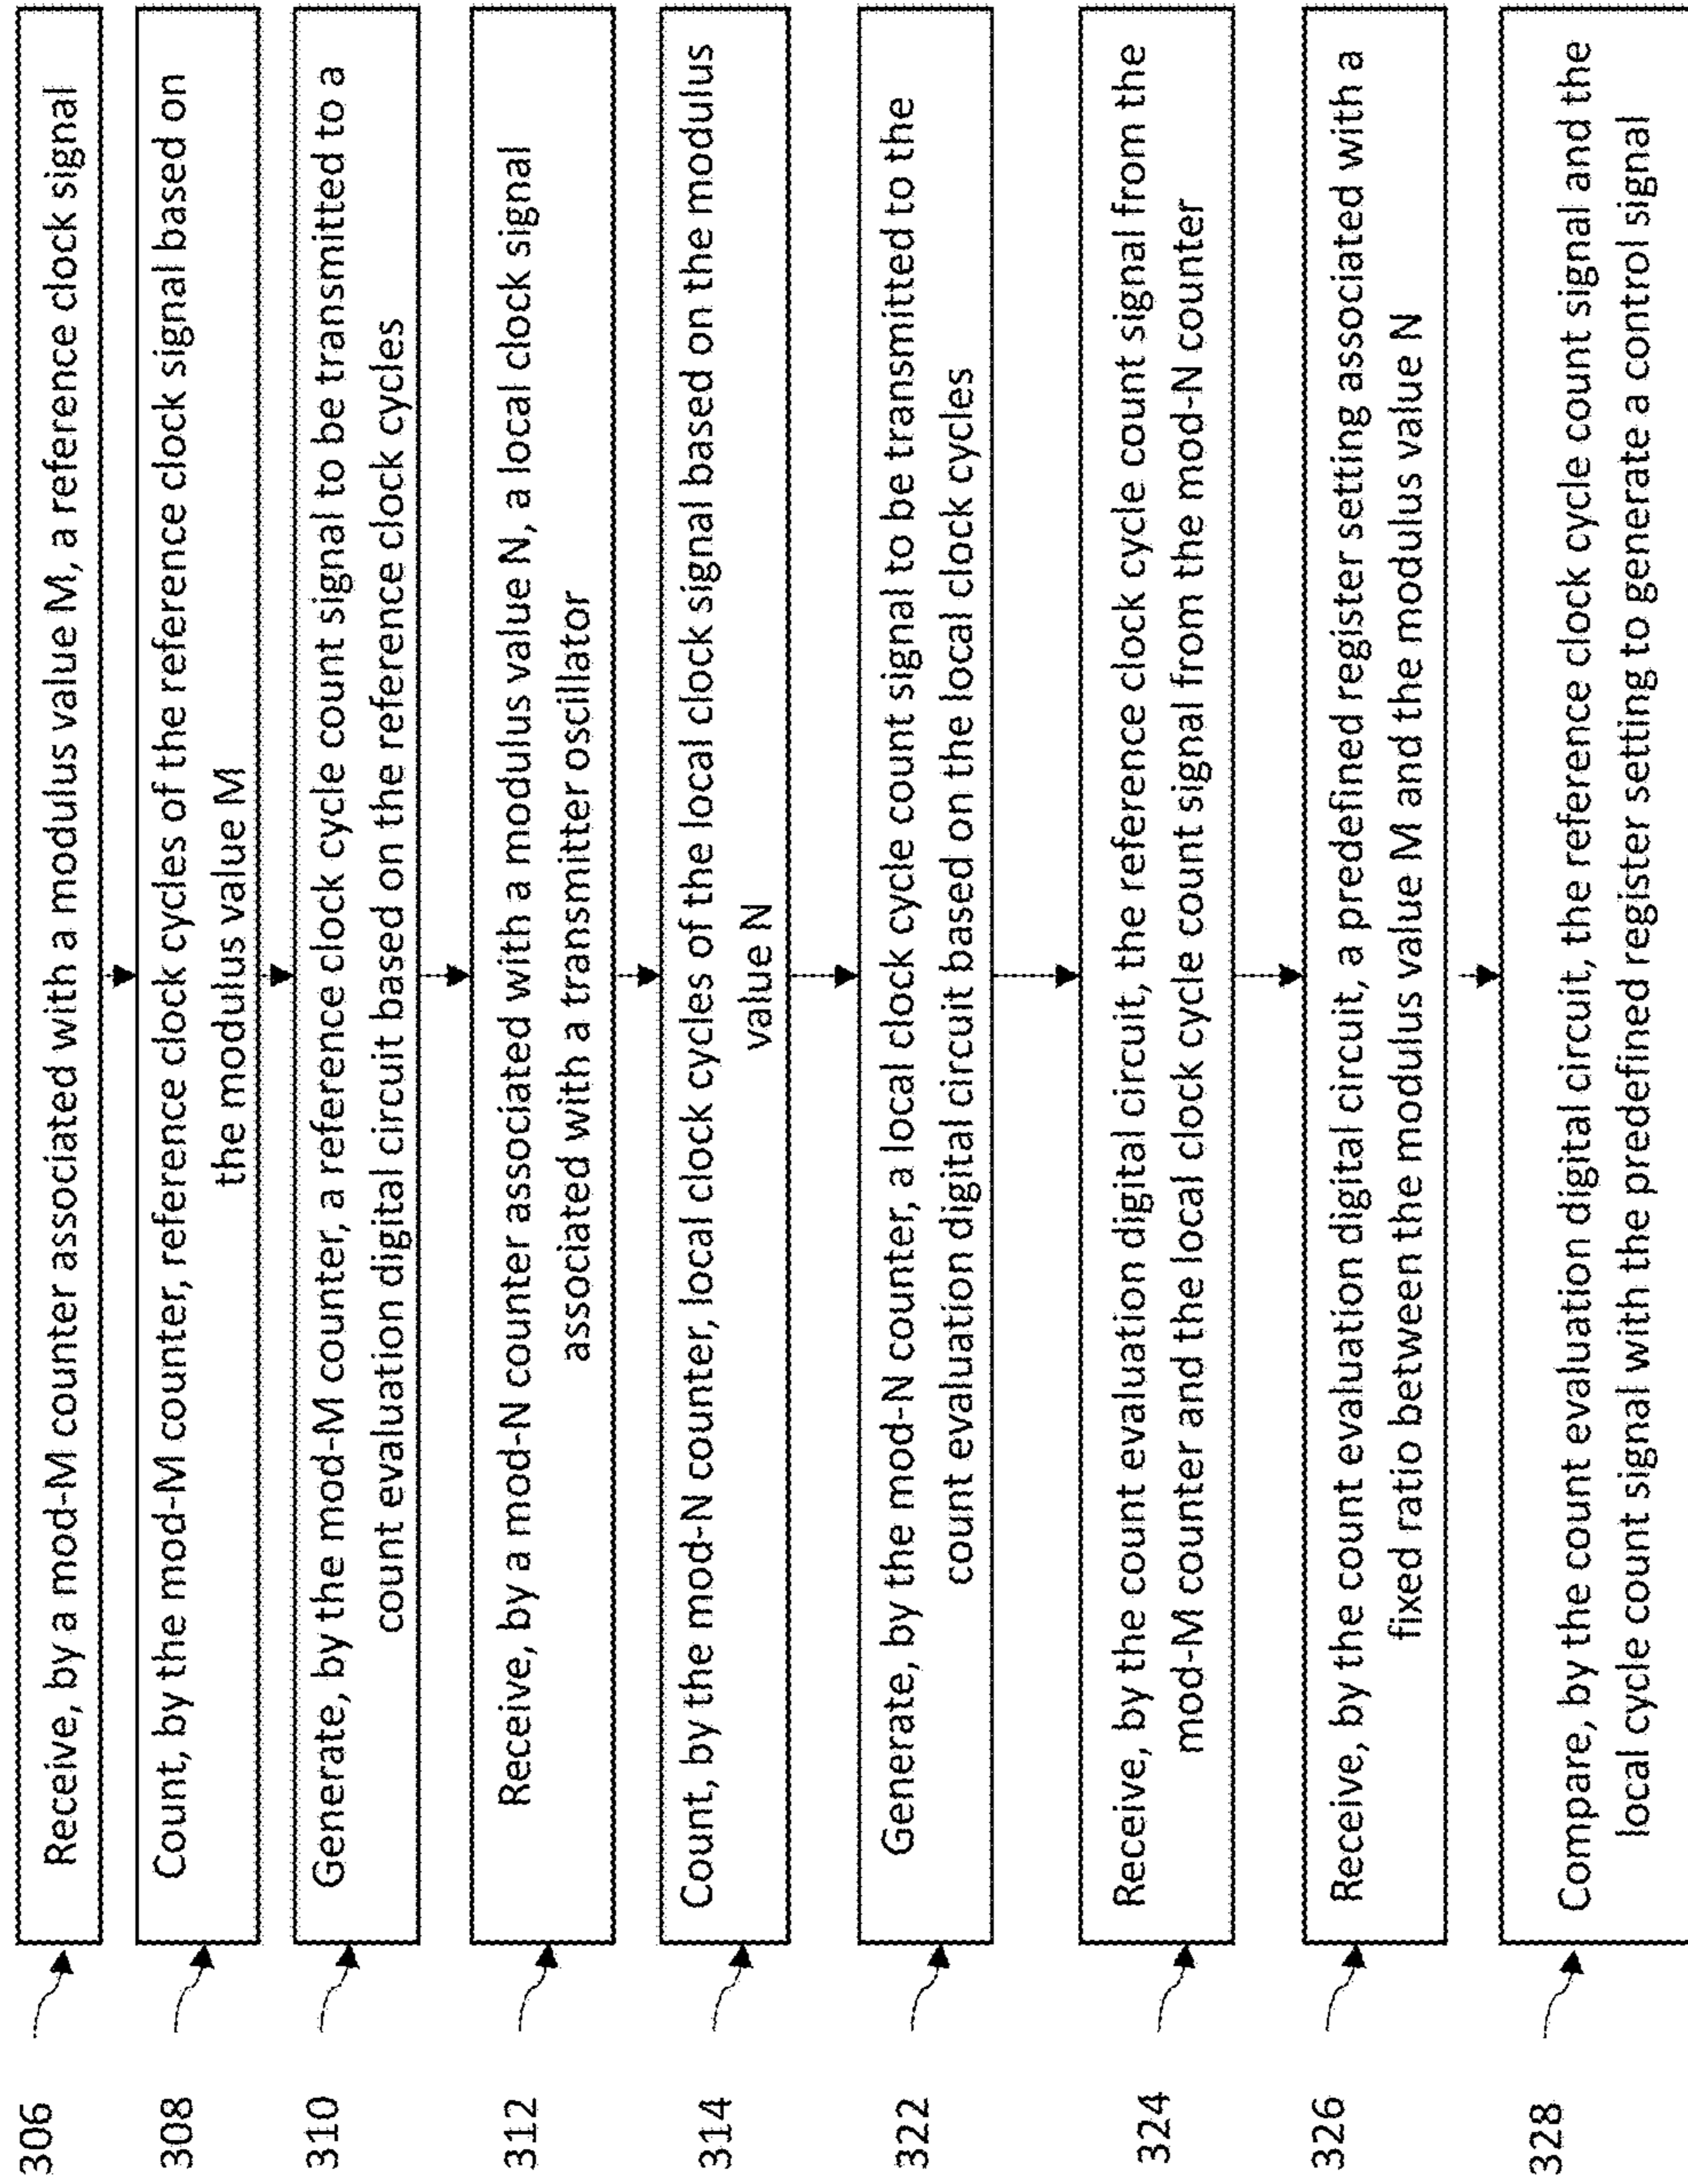 306
Receive, by a mod-M counter associated with a modulus value M, a reference clock signal
308
Count, by the mod-M counter, reference clock cycles of the reference clock signal based on
the modulus value M
310
Generate, by the mod-M counter, a reference clock cycle count signal to be transmitted to a
count evaluation digital circuit based on the reference clock cycles
312
Receive, by a mod-N counter associated with a modulus value N, a local clock signal
associated with a transmitter oscillator
314
Count, by the mod-N counter, local clock cycles of the local clock signal based on the modulus
value N
322
Generate, by the mod-N counter, a local clock cycle count signal to be transmitted to the
count evaluation digital circuit based on the local clock cycles
324
Receive, by the count evaluation digital circuit, the reference clock cycle count signal from the
mod-M counter and the local clock cycle count signal from the mod-N counter
326
Receive, by the count evaluation digital circuit, a predefined register setting associated with a
fixed ratio between the modulus value M and the modulus value N
328
Compare, by the count evaluation digital circuit, the reference clock cycle count signal and the
local cycle count signal with the predefined register setting to generate a control signal